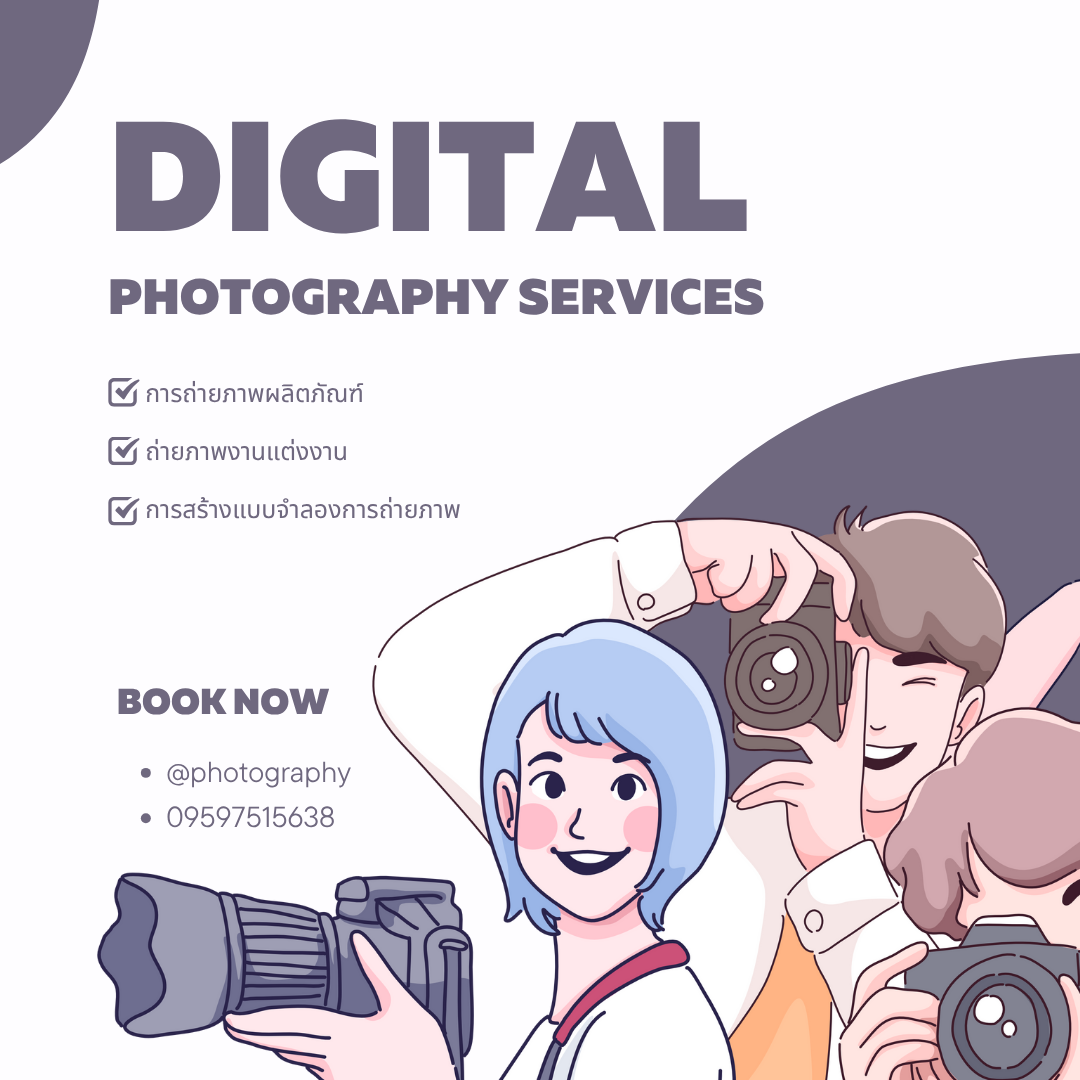 DIGITAL
PHOTOGRAPHY SERVICES
การถ่ายภาพผลิตภัณฑ์
ถ่ายภาพงานแต่งงาน
การสร้างแบบจำลองการถ่ายภาพ
BOOK NOW
@photography
09597515638